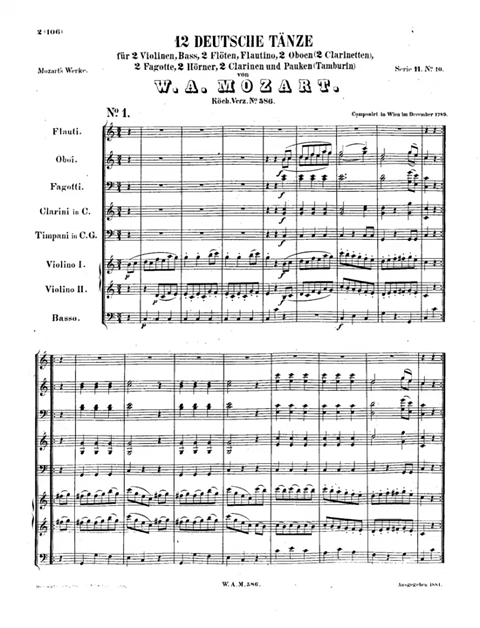 2 (106)
12 DEUTSCHE TÄNZE
für 2 Violinen, Bass, 2 Flöten, Flautino, 2 Oboen (2 Clarinetten),
2 Fagotte, 2 Hörner, 2 Clarinen und Pauken (Tamburin)
von
Mozart's Werke.
Serie 11. Nº 10.
W. A. MOZART.
Köch. Verz. Nº 586.
Nº 1.
Componirt in Wien im December 1789.
Flauti.
Oboi.
Fagotti.
Clarini in C.
Timpani in C.G.
Violino I.
Violino II.
Basso.
W. A. M. 586.
Ausgegeben 1881.